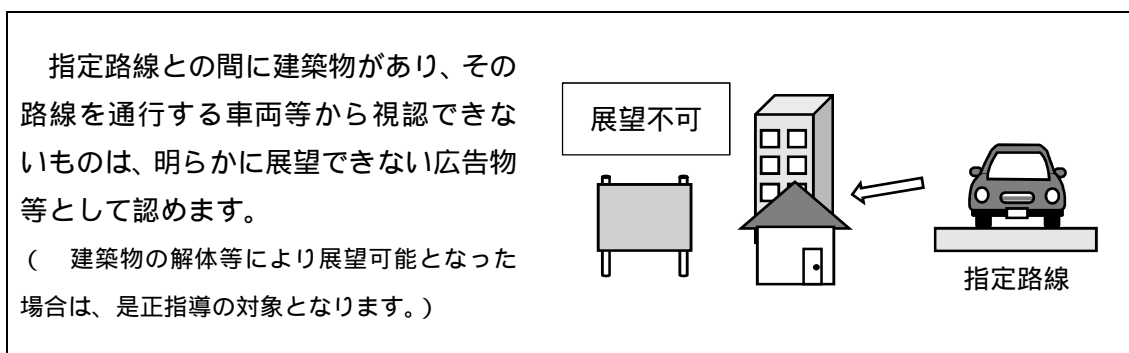 指定路線との間に建築物があり、その
路線を通行する車両等から視認できな
いものは、明らかに展望できない広告物
等として認めます。
(　建築物の解体等により展望可能となった
場合は、是正指導の対象となります。)
展望不可
指定路線